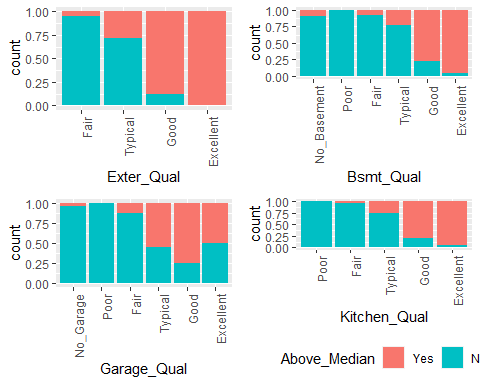 count
1.00
0.75
0.50
0.25
0.00
Fair
Typical
Good
Excellent
Exter_Qual
count
1.00
0.75
0.50
0.25
0.00
No_Basement
Poor
Fair
Typical
Good
Excellent
Bsmt_Qual
count
1.00
0.75
0.50
0.25
0.00
No_Garage
Poor
Fair
Typical
Good
Excellent
Garage_Qual
count
1.00
0.75
0.50
0.25
0.00
Poor
Fair
Typical
Good
Excellent
Kitchen_Qual
Above_Median Yes N